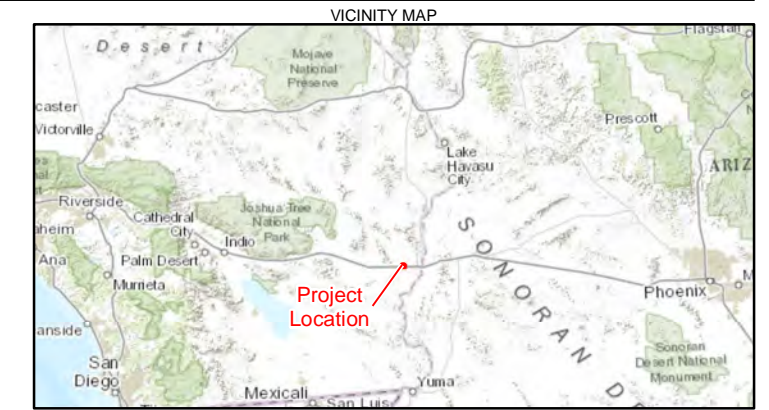 VICINITY MAP
Desert
Mojave
National
Preserve
Flagstaff
caster
Victorville
Prescott
Lake
Havasu
City
ARIZ
Riverside
Cathedral
City
Joshua Tree
National
Park
Indio
heim
Ana
Palm Desert
Murrieta
SONORAN D
Project
Location
Phoenix
M
anside
Sonoran
Desert National
Monument
San
Diego
Mexicali
San Luis
Yuma